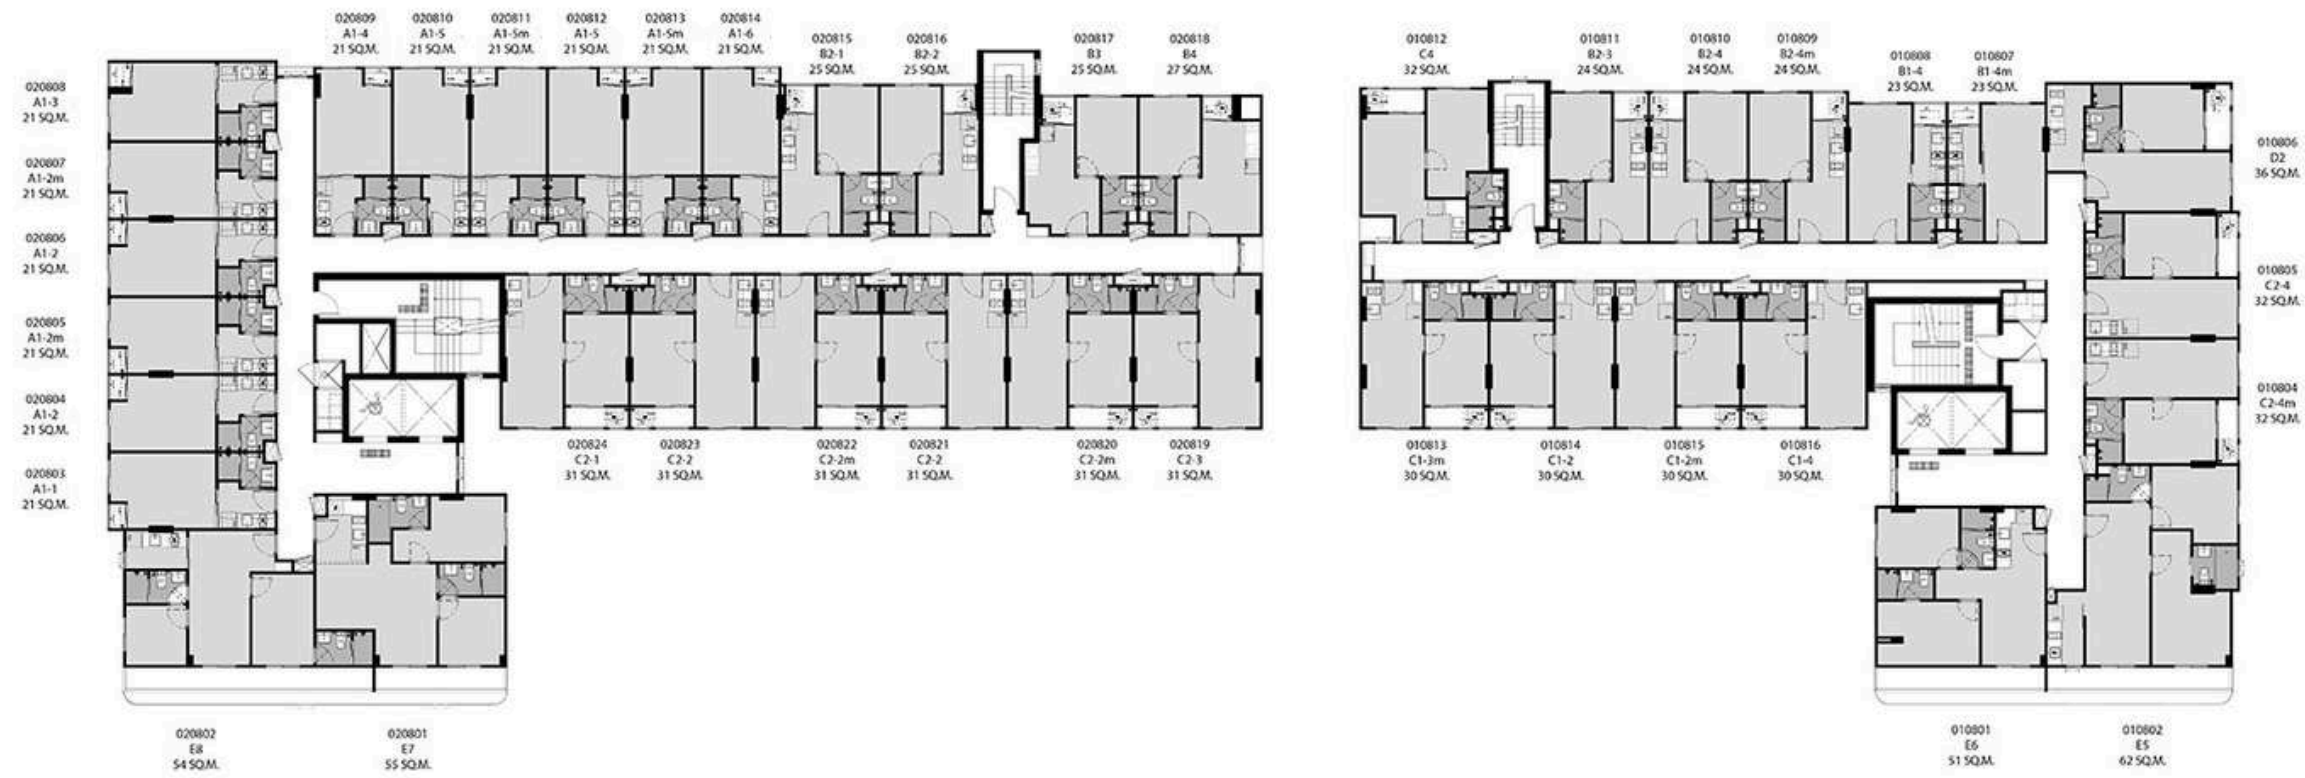 020809
A1-4
21 SQ.M.
020810
A1-5
21 SQ.M.
020811
A1-5m
21 SQ.M.
020812
A1-5
21 SQ.M.
020813
A1-5m
21 SQ.M.
020814
A1-6
21 SQ.M.
020815
B2-1
25 SQ.M.
020816
B2-2
25 SQ.M.
020817
B3
25 SQ.M.
020818
B4
27 SQ.M.
020808
A1-3
21 SQ.M.
020807
A1-2m
21 SQ.M.
020806
A1-2
21 SQ.M.
020805
A1-2m
21 SQ.M.
020804
A1-2
21 SQ.M.
020803
A1-1
21 SQ.M.
020824
C2-1
31 SQ.M.
020823
C2-2
31 SQ.M.
020822
C2-2m
31 SQ.M.
020821
C2-2
31 SQ.M.
020820
C2-2m
31 SQ.M.
020819
C2-3
31 SQ.M.
020802
E8
54 SQ.M.
020801
E7
55 SQ.M.
010812
C4
32 SQ.M.
010811
B2-3
24 SQ.M.
010810
B2-4
24 SQ.M.
010809
B2-4m
24 SQ.M.
010808
B1-4
23 SQ.M.
010807
B1-4m
23 SQ.M.
010806
D2
36 SQ.M.
010805
C2-4
32 SQ.M.
010804
C2-4m
32 SQ.M.
010813
C1-3m
30 SQ.M.
010814
C1-2
30 SQ.M.
010815
C1-2m
30 SQ.M.
010816
C1-4
30 SQ.M.
010801
E6
51 SQ.M.
010802
E5
62 SQ.M.